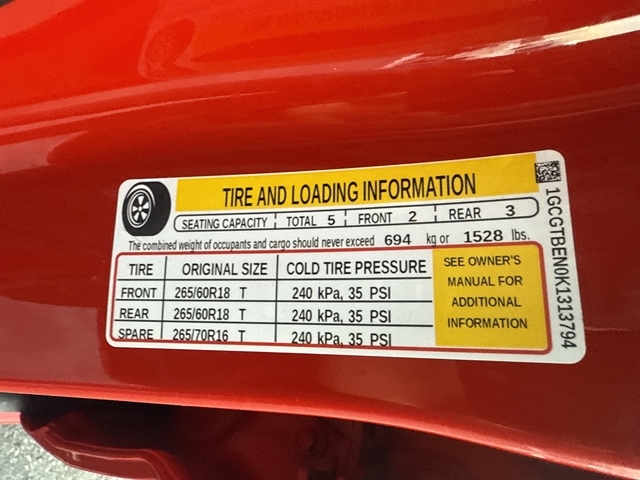 TIRE AND LOADING INFORMATION
SEATING CAPACITY TOTAL 5 FRONT 2 REAR 3
The combined weight of occupants and cargo should never exceed 694 kg or 1528 lbs.
TIRE ORIGINAL SIZE COLD TIRE PRESSURE
FRONT 265/60R18 T 240 kPa, 35 PSI
REAR 265/60R18 T 240 kPa, 35 PSI
SPARE 265/70R16 T 240 kPa, 35 PSI
SEE OWNER'S
MANUAL FOR
ADDITIONAL
INFORMATION
1GCGTBEN0K1313794